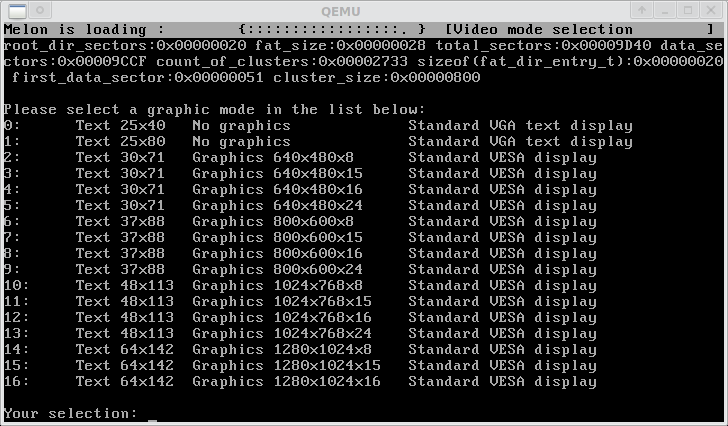 QEMU
Melon is loading :         {:::::::::::::::::. }  [Video mode selection        ]
root_dir_sectors:0x00000020 fat_size:0x00000028 total_sectors:0x00009D40 data_se
ctors:0x00009CCF count_of_clusters:0x00002733 sizeof(fat_dir_entry_t):0x00000020
 first_data_sector:0x00000051 cluster_size:0x00000800
Please select a graphic mode in the list below:
0:      Text 25x40   No graphics             Standard VGA text display
1:      Text 25x80   No graphics             Standard VGA text display
2:      Text 30x71   Graphics 640x480x8      Standard VESA display
3:      Text 30x71   Graphics 640x480x15     Standard VESA display
4:      Text 30x71   Graphics 640x480x16     Standard VESA display
5:      Text 30x71   Graphics 640x480x24     Standard VESA display
6:      Text 37x88   Graphics 800x600x8      Standard VESA display
7:      Text 37x88   Graphics 800x600x15     Standard VESA display
8:      Text 37x88   Graphics 800x600x16     Standard VESA display
9:      Text 37x88   Graphics 800x600x24     Standard VESA display
10:     Text 48x113  Graphics 1024x768x8     Standard VESA display
11:     Text 48x113  Graphics 1024x768x15    Standard VESA display
12:     Text 48x113  Graphics 1024x768x16    Standard VESA display
13:     Text 48x113  Graphics 1024x768x24    Standard VESA display
14:     Text 64x142  Graphics 1280x1024x8    Standard VESA display
15:     Text 64x142  Graphics 1280x1024x15   Standard VESA display
16:     Text 64x142  Graphics 1280x1024x16   Standard VESA display
Your selection: _